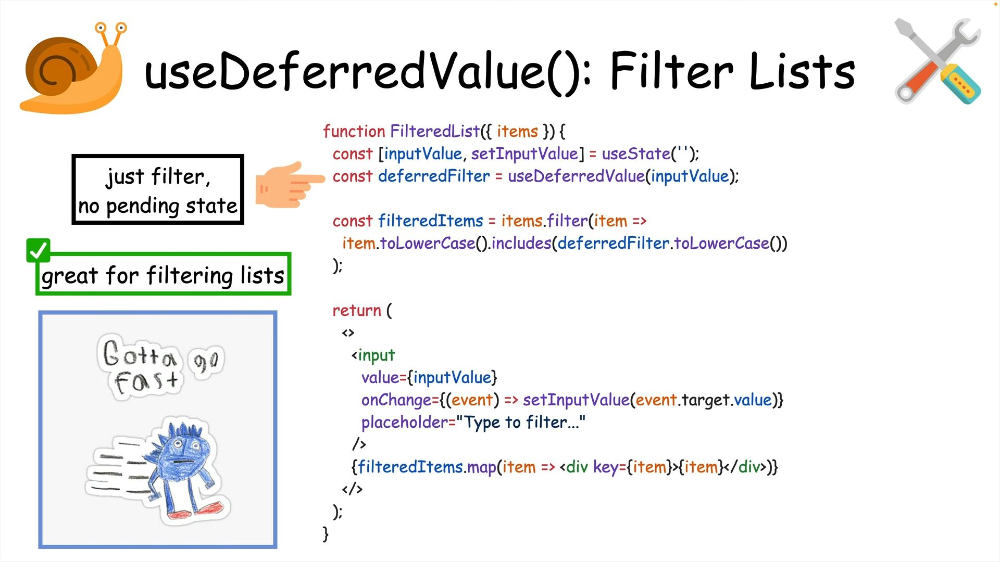 useDeferredValue(): Filter Lists
just filter,
no pending state
great for filtering lists
Gotta go
fast
function FilteredList({ items }) {
const [inputValue, setInputValue] = useState('');
const deferredFilter = useDeferredValue(inputValue);
const filteredItems = items.filter(item =>
item.toLowerCase().includes(deferredFilter.toLowerCase())
);
return (
<>
<input
value={inputValue}
onChange={(event) => setInputValue(event.target.value)}
placeholder="Type to filter..."
/>
{filteredItems.map(item => <div key={item}>{item}</div>)}
</>
);
}